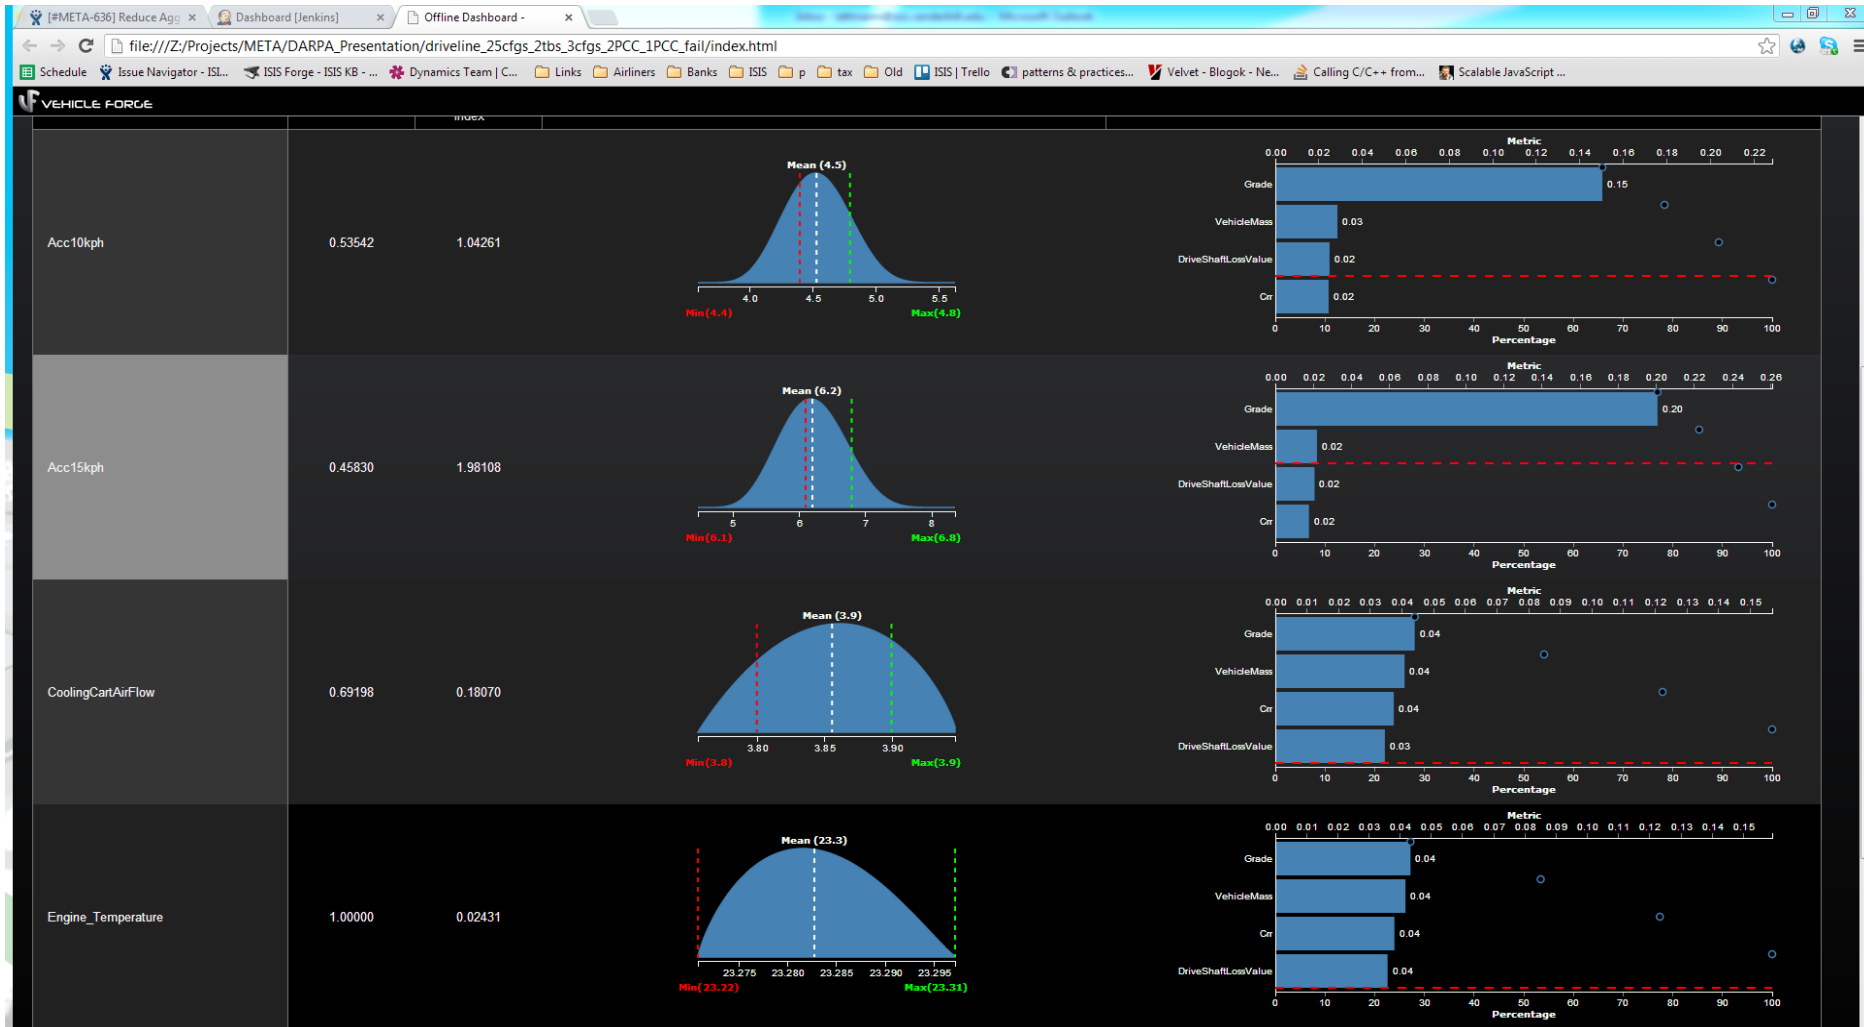 [#META-636] Reduce Agg
Dashboard [Jenkins]
Offline Dashboard -
file:///Z:/Projects/META/DARPA_Presentation/driveline_25cfgs_2tbs_3cfgs_2PCC_1PCC_fail/index.html
Schedule Issue Navigator - ISI... ISIS Forge - ISIS KB - ... Dynamics Team | C... Links Airliners Banks ISIS p tax Old ISIS | Trello patterns & practices... Velvet - Blogok - Ne... Calling C/C++ from... Scalable JavaScript ...
VEHICLE FORGE
Index
Acc10kph
0.53542
1.04261
Mean (4.5)
4.0 4.5 5.0 5.5
Min(4.4) Max(4.8)
Metric
0.00 0.02 0.04 0.06 0.08 0.10 0.12 0.14 0.16 0.18 0.20 0.22
Grade 0.15
VehicleMass 0.03
DriveShaftLossValue 0.02
Crr 0.02
0 10 20 30 40 50 60 70 80 90 100
Percentage
Acc15kph
0.45830
1.98108
Mean (6.2)
5 6 7 8
Min(6.1) Max(6.8)
Metric
0.00 0.02 0.04 0.06 0.08 0.10 0.12 0.14 0.16 0.18 0.20 0.22 0.24 0.26
Grade 0.20
VehicleMass 0.02
DriveShaftLossValue 0.02
Crr 0.02
0 10 20 30 40 50 60 70 80 90 100
Percentage
CoolingCartAirFlow
0.69198
0.18070
Mean (3.9)
3.80 3.85 3.90
Min(3.8) Max(3.9)
Metric
0.00 0.01 0.02 0.03 0.04 0.05 0.06 0.07 0.08 0.09 0.10 0.11 0.12 0.13 0.14 0.15
Grade 0.04
VehicleMass 0.04
Crr 0.04
DriveShaftLossValue 0.03
0 10 20 30 40 50 60 70 80 90 100
Percentage
Engine_Temperature
1.00000
0.02431
Mean (23.3)
23.275 23.280 23.285 23.290 23.295
Min(23.22) Max(23.31)
Metric
0.00 0.01 0.02 0.03 0.04 0.05 0.06 0.07 0.08 0.09 0.10 0.11 0.12 0.13 0.14 0.15
Grade 0.04
VehicleMass 0.04
Crr 0.04
DriveShaftLossValue 0.04
0 10 20 30 40 50 60 70 80 90 100
Percentage